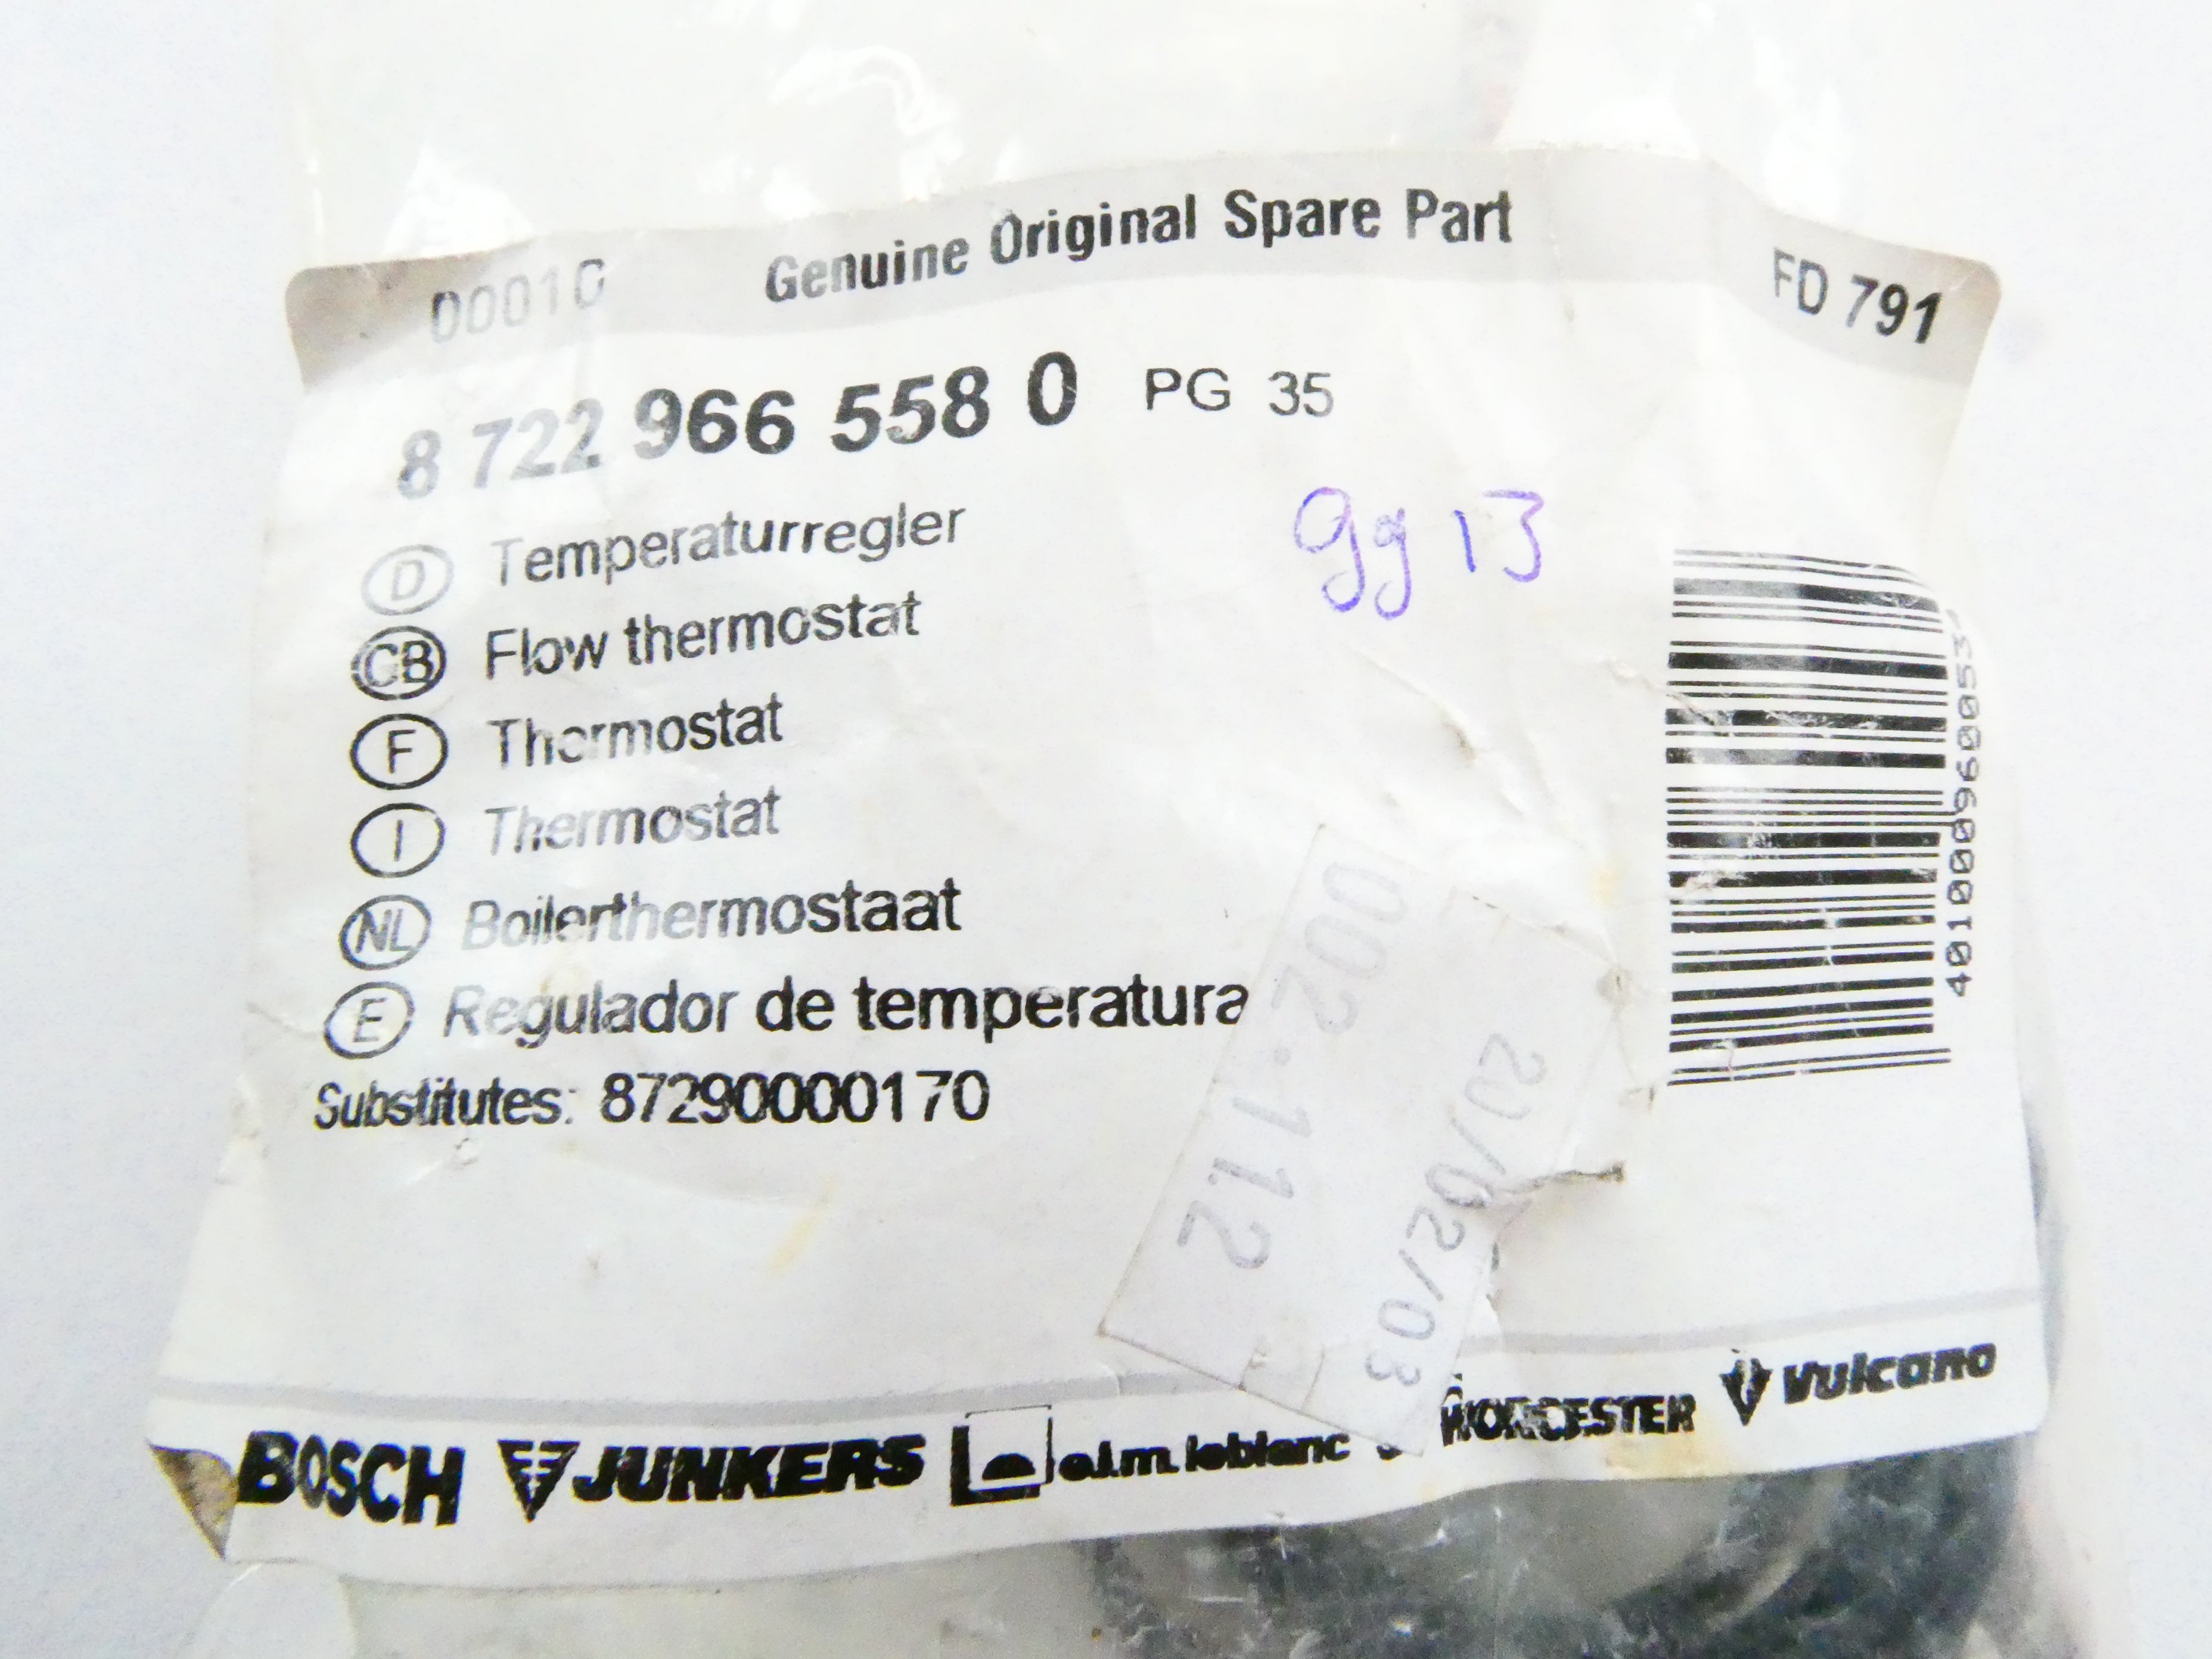 00010 Genuine Original Spare Part FD 791
8 722 966 558 0 PG 35
gg 13
D Temperaturregler
GB Flow thermostat
F Thermostat
I Thermostat
NL Boilerthermostaat
E Regulador de temperatura
Substitutes: 87290000170
4010009600053
002.112
20/02/03
BOSCH JUNKERS e.l.m. leblanc WORCESTER Vulcano